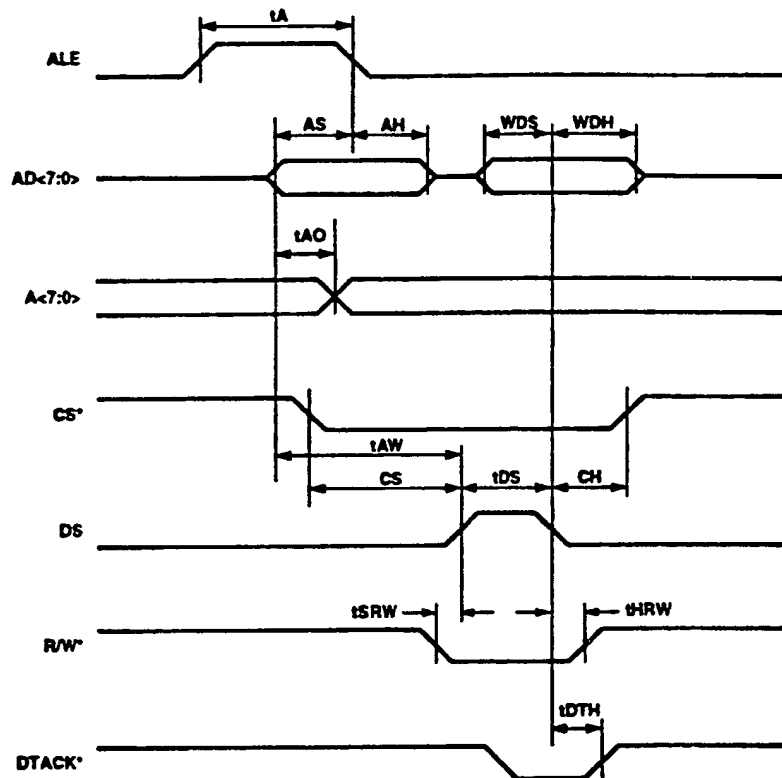 tA
ALE
AS AH WDS WDH
AD<7:0>
tAO
A<7:0>
CS*
tAW
CS tDS CH
DS
tSRW tHRW
R/W*
tDTH
DTACK*